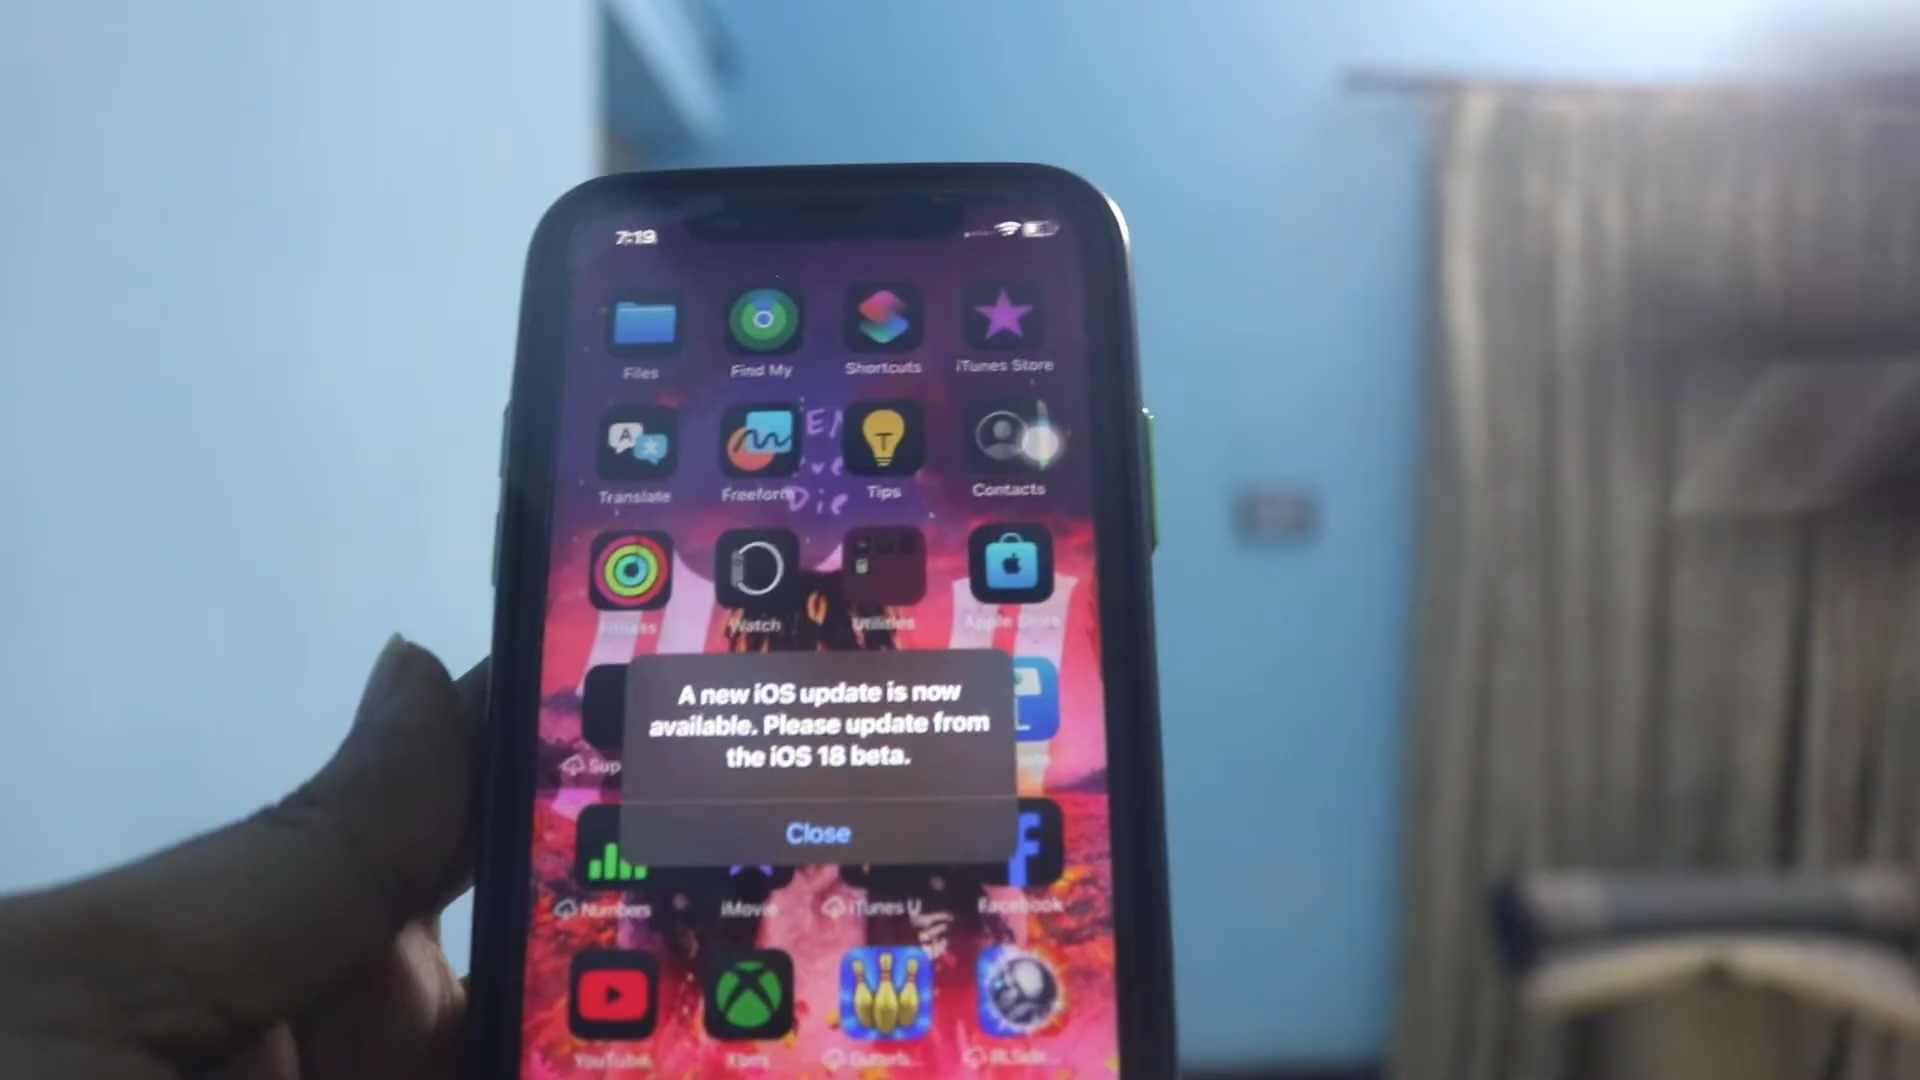 7:19
Files Find My Shortcuts iTunes Store
Translate Freeform Tips Contacts
Fitness Watch Utilities Apple Store
A new iOS update is now
available. Please update from
the iOS 18 beta.
Close
Numbers iMovie iTunes U Facebook
YouTube Xbox